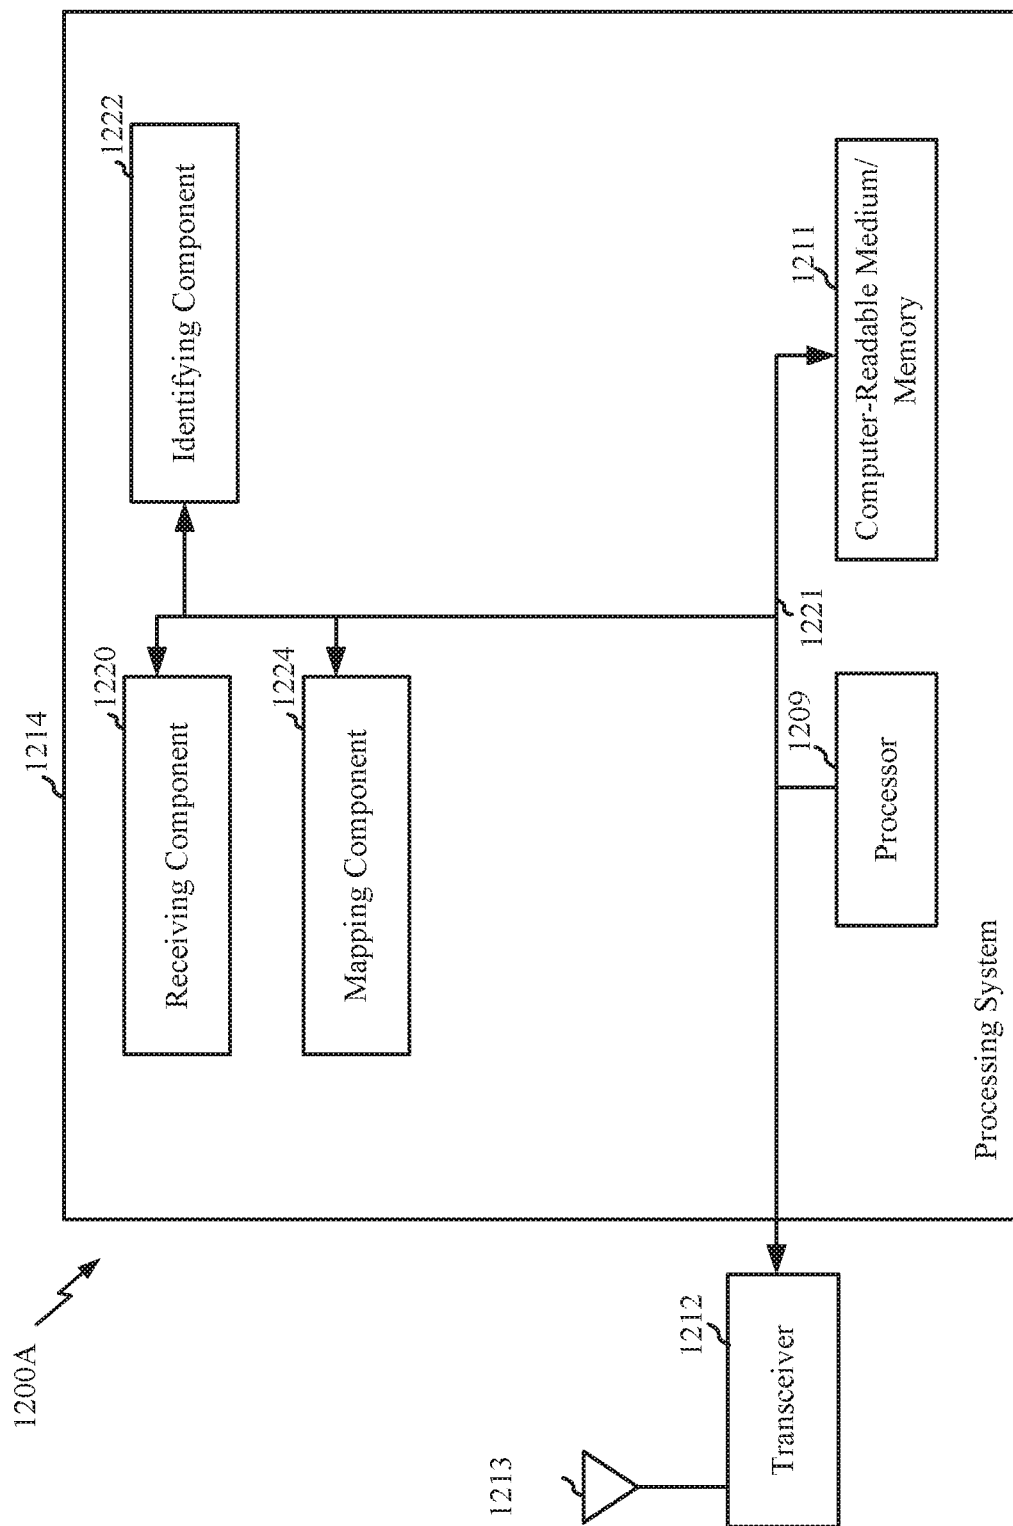 1200A
1214
1220
Receiving Component
1222
Identifying Component
1224
Mapping Component
1213
1212
Transceiver
1209
Processor
1221
1211
Computer-Readable Medium/
Memory
Processing System